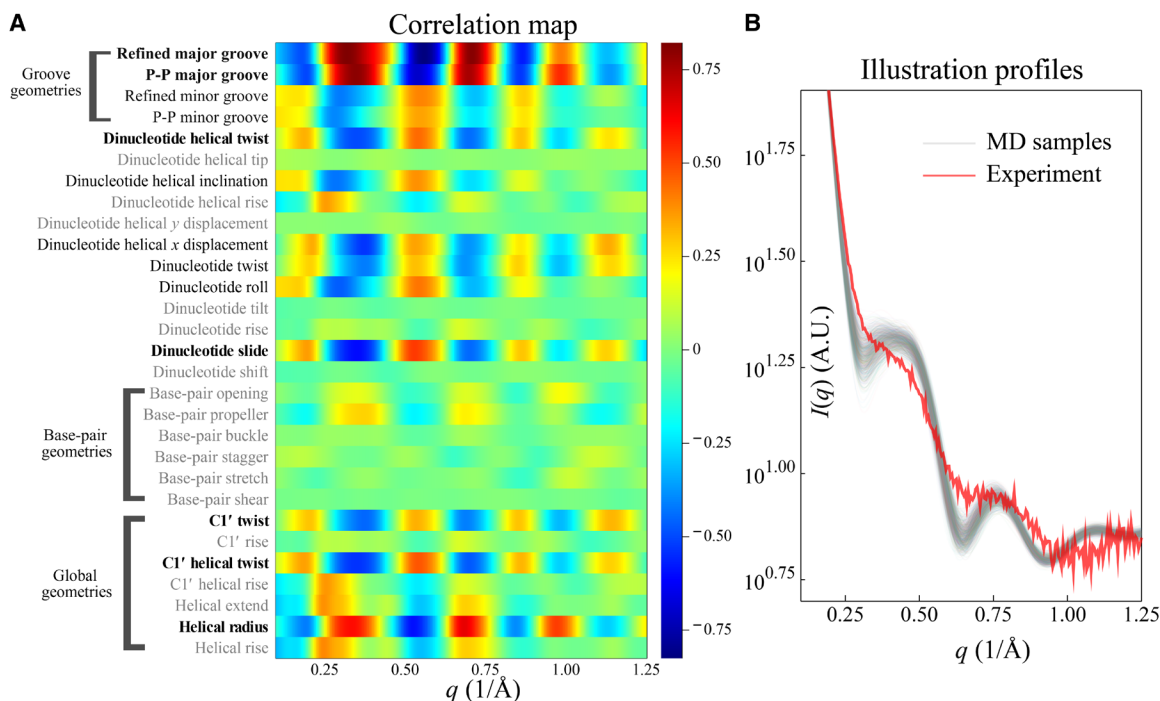 A
Correlation map
Groove
geometries
Refined major groove
P-P major groove
Refined minor groove
P-P minor groove
Dinucleotide helical twist
Dinucleotide helical tip
Dinucleotide helical inclination
Dinucleotide helical rise
Dinucleotide helical y displacement
Dinucleotide helical x displacement
Dinucleotide twist
Dinucleotide roll
Dinucleotide tilt
Dinucleotide rise
Dinucleotide slide
Dinucleotide shift
Base-pair
geometries
Base-pair opening
Base-pair propeller
Base-pair buckle
Base-pair stagger
Base-pair stretch
Base-pair shear
Global
geometries
C1′ twist
C1′ rise
C1′ helical twist
C1′ helical rise
Helical extend
Helical radius
Helical rise
0.25 0.50 0.75 1.00 1.25
q (1/Å)
0.75
0.50
0.25
0
−0.25
−0.50
−0.75
B
Illustration profiles
MD samples
Experiment
I(q) (A.U.)
10^1.75
10^1.50
10^1.25
10^1.00
10^0.75
0.25 0.50 0.75 1.00 1.25
q (1/Å)